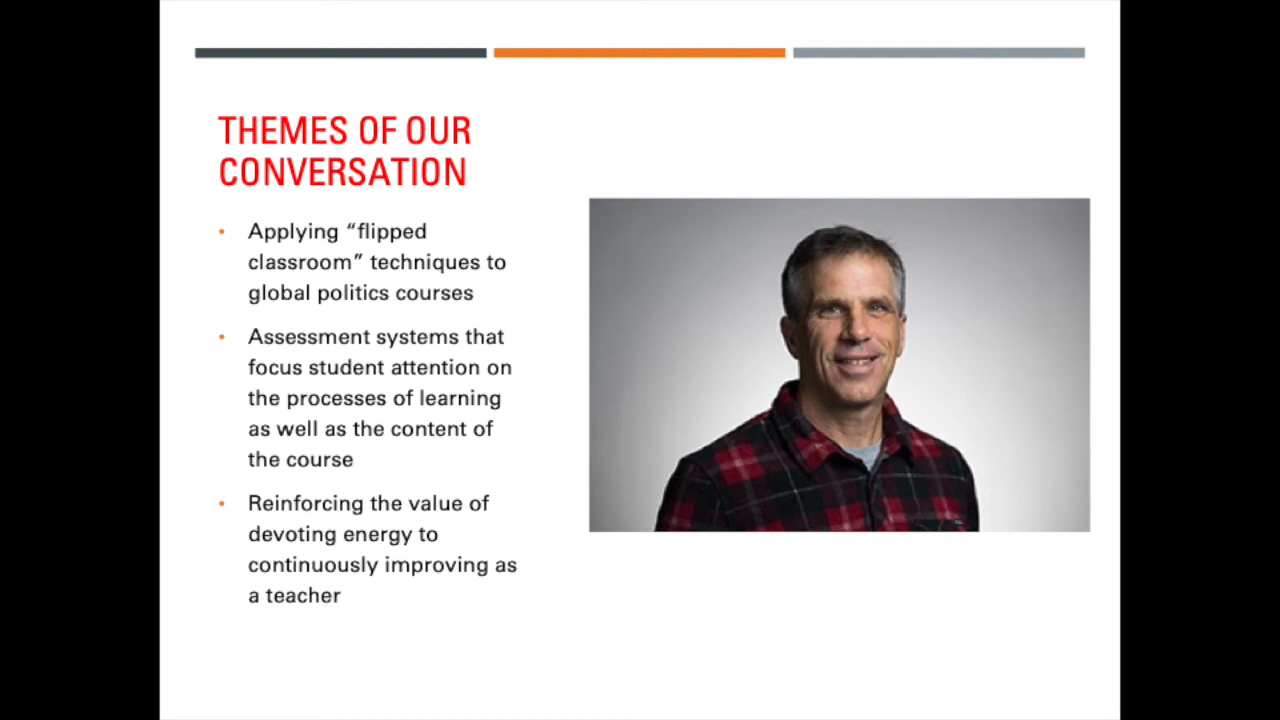 THEMES OF OUR
CONVERSATION
• Applying “flipped
classroom” techniques to
global politics courses
• Assessment systems that
focus student attention on
the processes of learning
as well as the content of
the course
• Reinforcing the value of
devoting energy to
continuously improving as
a teacher